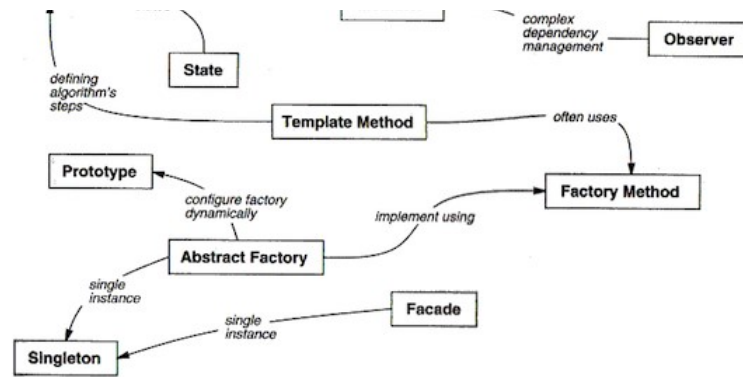 complex
dependency
management
Observer
State
defining
algorithm's
steps
Template Method
often uses
Prototype
configure factory
dynamically
Factory Method
implement using
Abstract Factory
single
instance
Facade
single
instance
Singleton